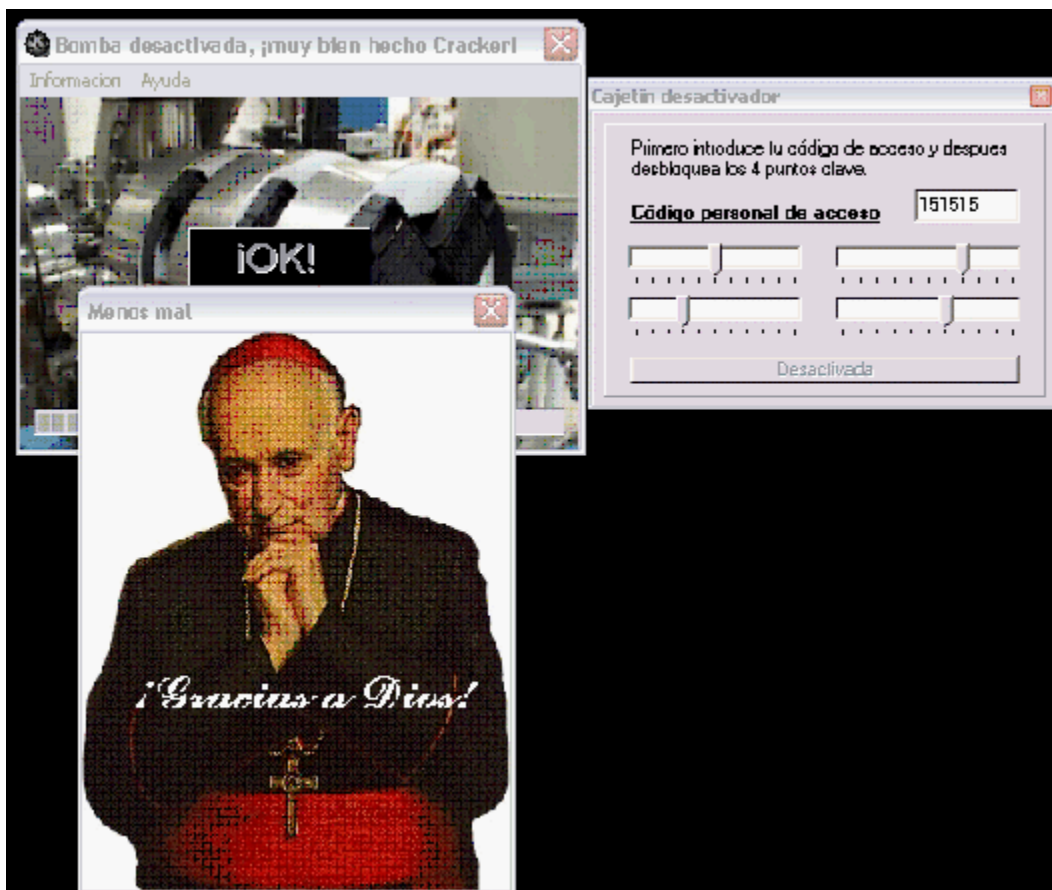 Bomba desactivada, ¡muy bien hecho Cracker!
Informacion Ayuda
¡OK!
Cajetín desactivador
Primero introduce tu código de acceso y despues
desbloquea los 4 puntos clave.
Código personal de acceso
151515
Desactivada
Menos mal
¡Gracias a Dios!